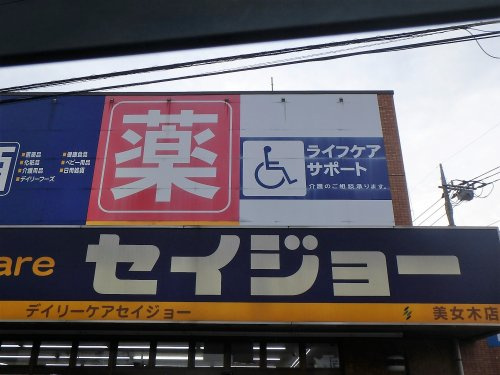 酒
■医薬品 ■健康食品
■化粧品 ■ベビー用品
■介護用品 ■日用雑貨
■デイリーフーズ
薬
ライフケア
サポート
介護のご相談承ります。
are セイジョー
デイリーケアセイジョー 美女木店